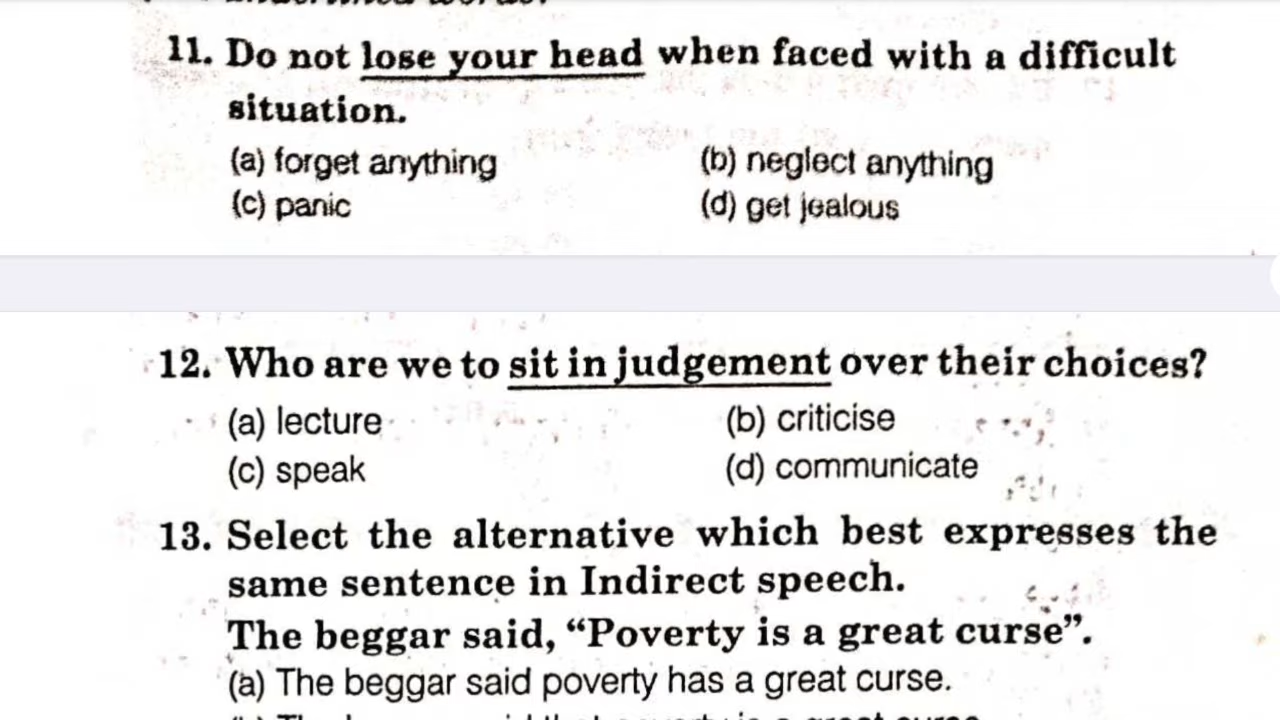 11. Do not lose your head when faced with a difficult
situation.
(a) forget anything (b) neglect anything
(c) panic (d) get jealous
12. Who are we to sit in judgement over their choices?
(a) lecture (b) criticise
(c) speak (d) communicate
13. Select the alternative which best expresses the
same sentence in Indirect speech.
The beggar said, “Poverty is a great curse”.
(a) The beggar said poverty has a great curse.